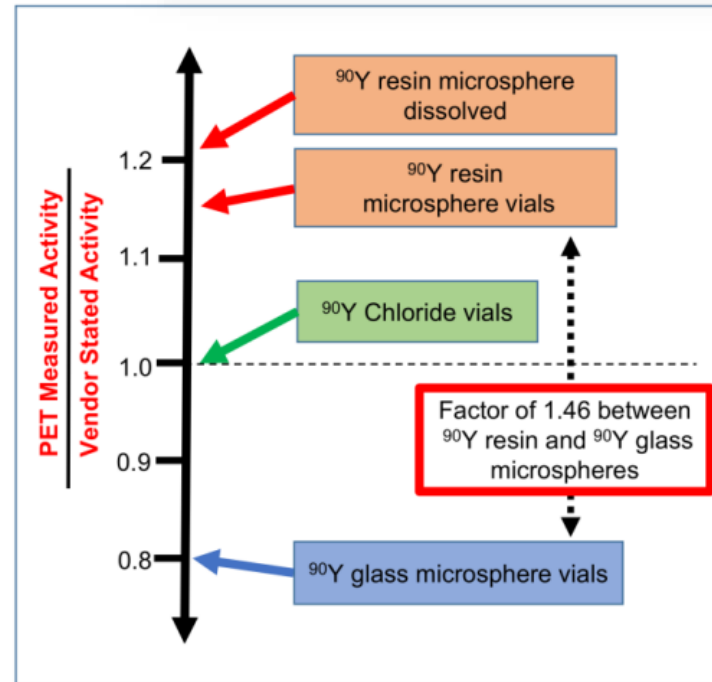 ⁹⁰Y resin microsphere
dissolved
⁹⁰Y resin
microsphere vials
⁹⁰Y Chloride vials
Factor of 1.46 between
⁹⁰Y resin and ⁹⁰Y glass
microspheres
⁹⁰Y glass microsphere vials
1.2
1.1
1.0
0.9
0.8
PET Measured Activity
Vendor Stated Activity